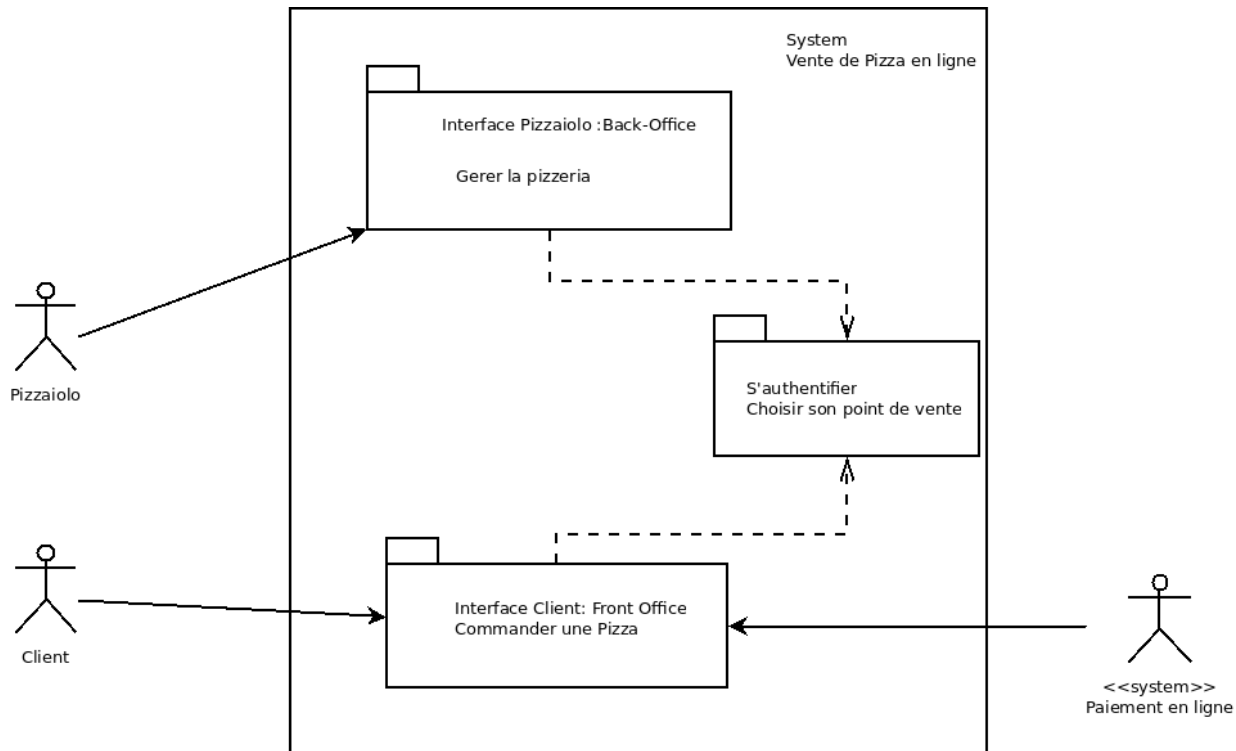 System
Vente de Pizza en ligne
Interface Pizzaiolo :Back-Office
Gerer la pizzeria
Pizzaiolo
S'authentifier
Choisir son point de vente
Interface Client: Front Office
Commander une Pizza
Client
<<system>>
Paiement en ligne